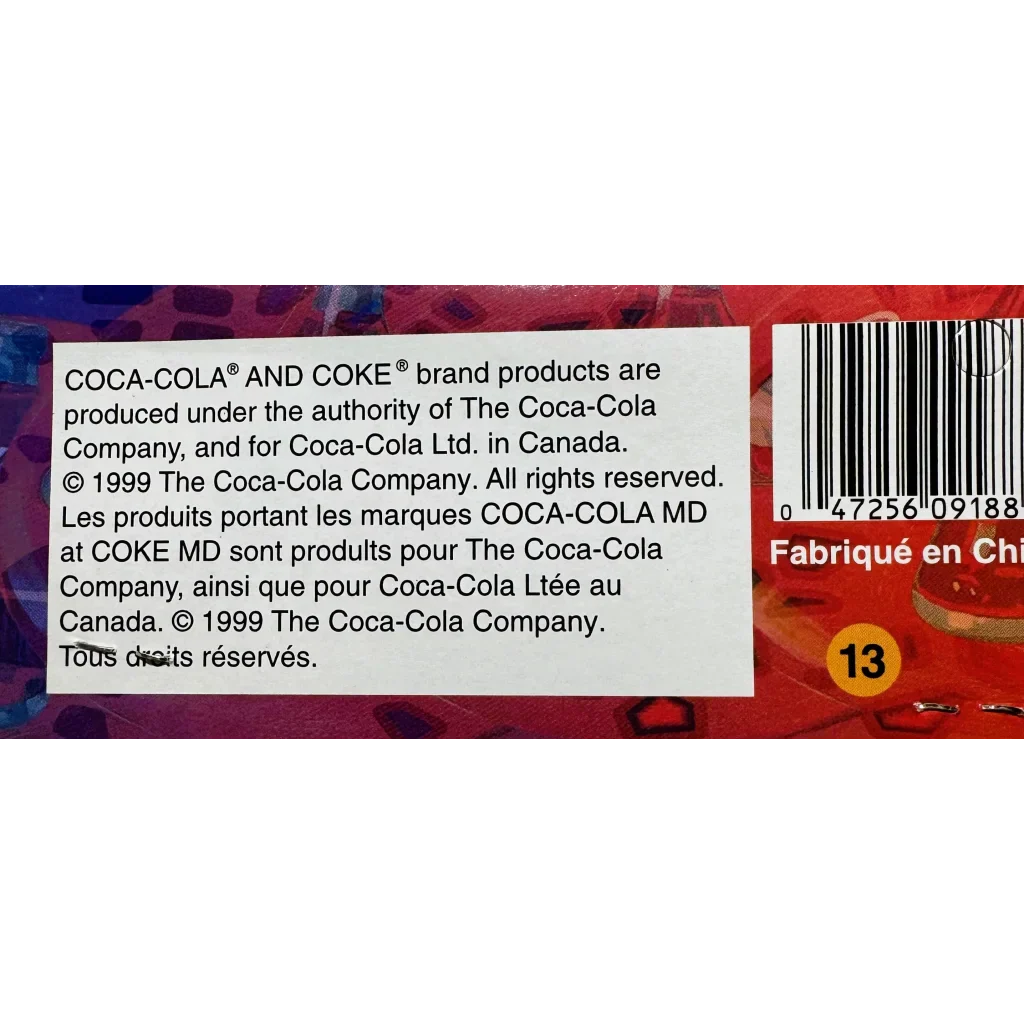 COCA-COLA® AND COKE® brand products are
produced under the authority of The Coca-Cola
Company, and for Coca-Cola Ltd. in Canada.
© 1999 The Coca-Cola Company. All rights reserved.
Les produits portant les marques COCA-COLA MD
at COKE MD sont prodults pour The Coca-Cola
Company, ainsi que pour Coca-Cola Ltée au
Canada. © 1999 The Coca-Cola Company.
Tous droits réservés.
0 47256 09188
Fabriqué en Chi
13